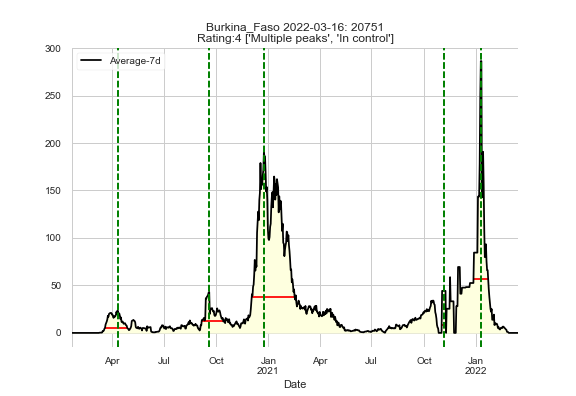 Burkina_Faso 2022-03-16: 20751
Rating:4 ['Multiple peaks', 'In control']
Average-7d
300
250
200
150
100
50
0
Apr Jul Oct Jan Apr Jul Oct Jan
2021 2022
Date